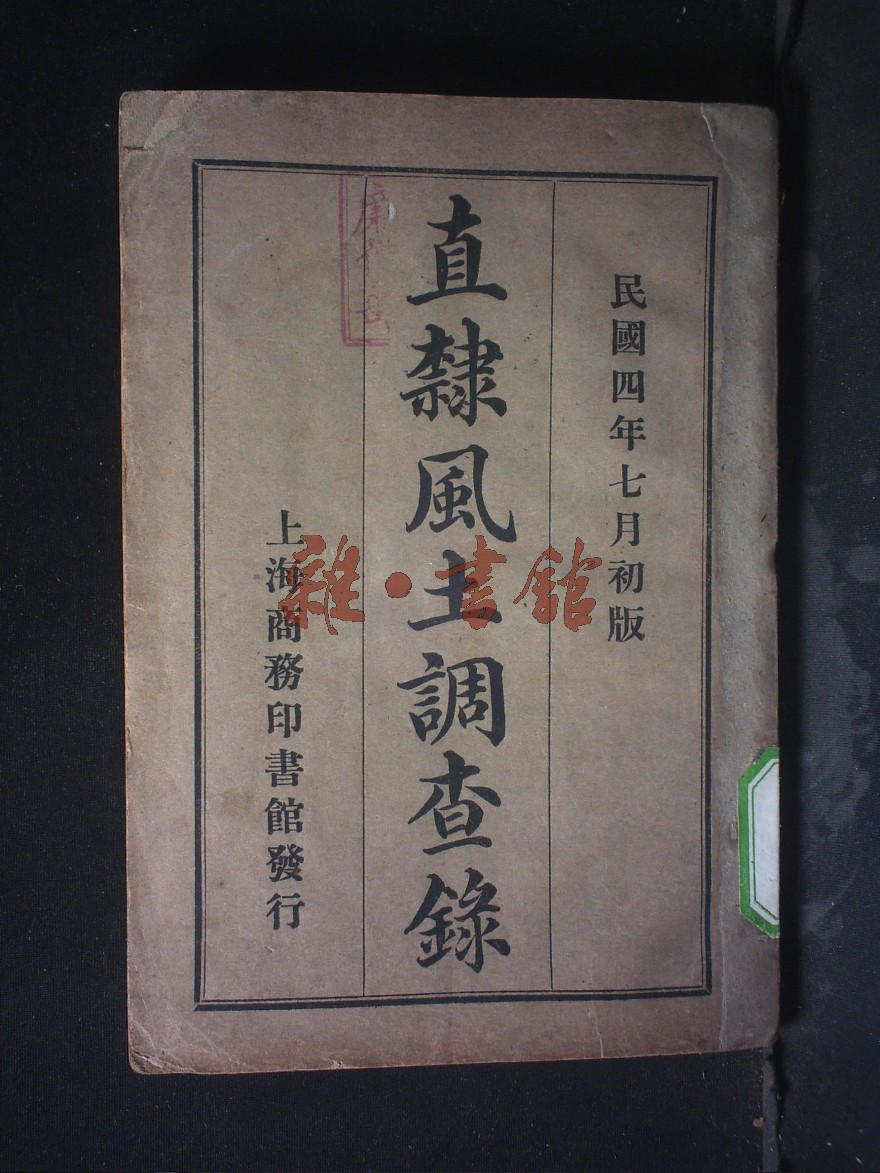 民國四年七月初版
直隸風土調查錄
上海商務印書館發行
雜·書館